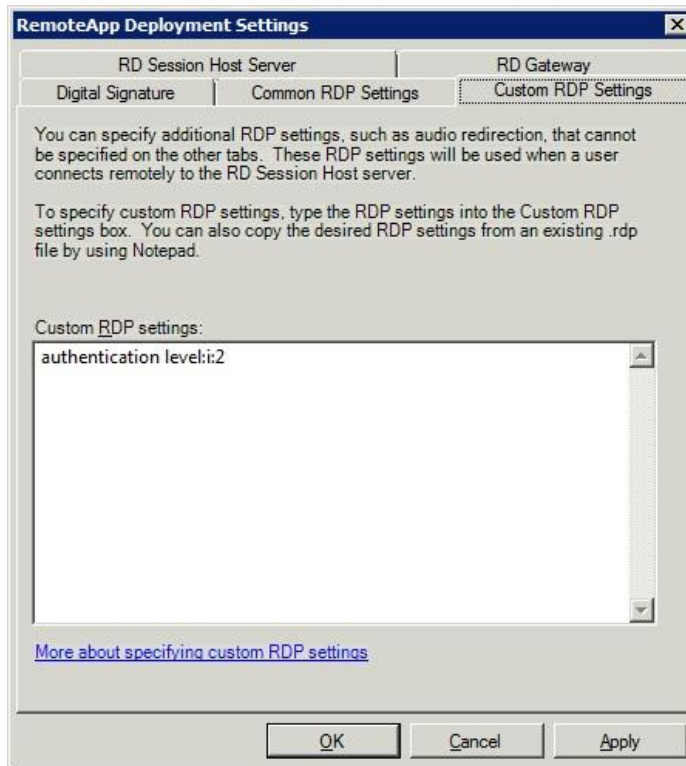 RemoteApp Deployment Settings
RD Session Host Server
RD Gateway
Digital Signature
Common RDP Settings
Custom RDP Settings
You can specify additional RDP settings, such as audio redirection, that cannot
be specified on the other tabs. These RDP settings will be used when a user
connects remotely to the RD Session Host server.
To specify custom RDP settings, type the RDP settings into the Custom RDP
settings box. You can also copy the desired RDP settings from an existing .rdp
file by using Notepad.
Custom RDP settings:
authentication level:i:2
More about specifying custom RDP settings
OK
Cancel
Apply